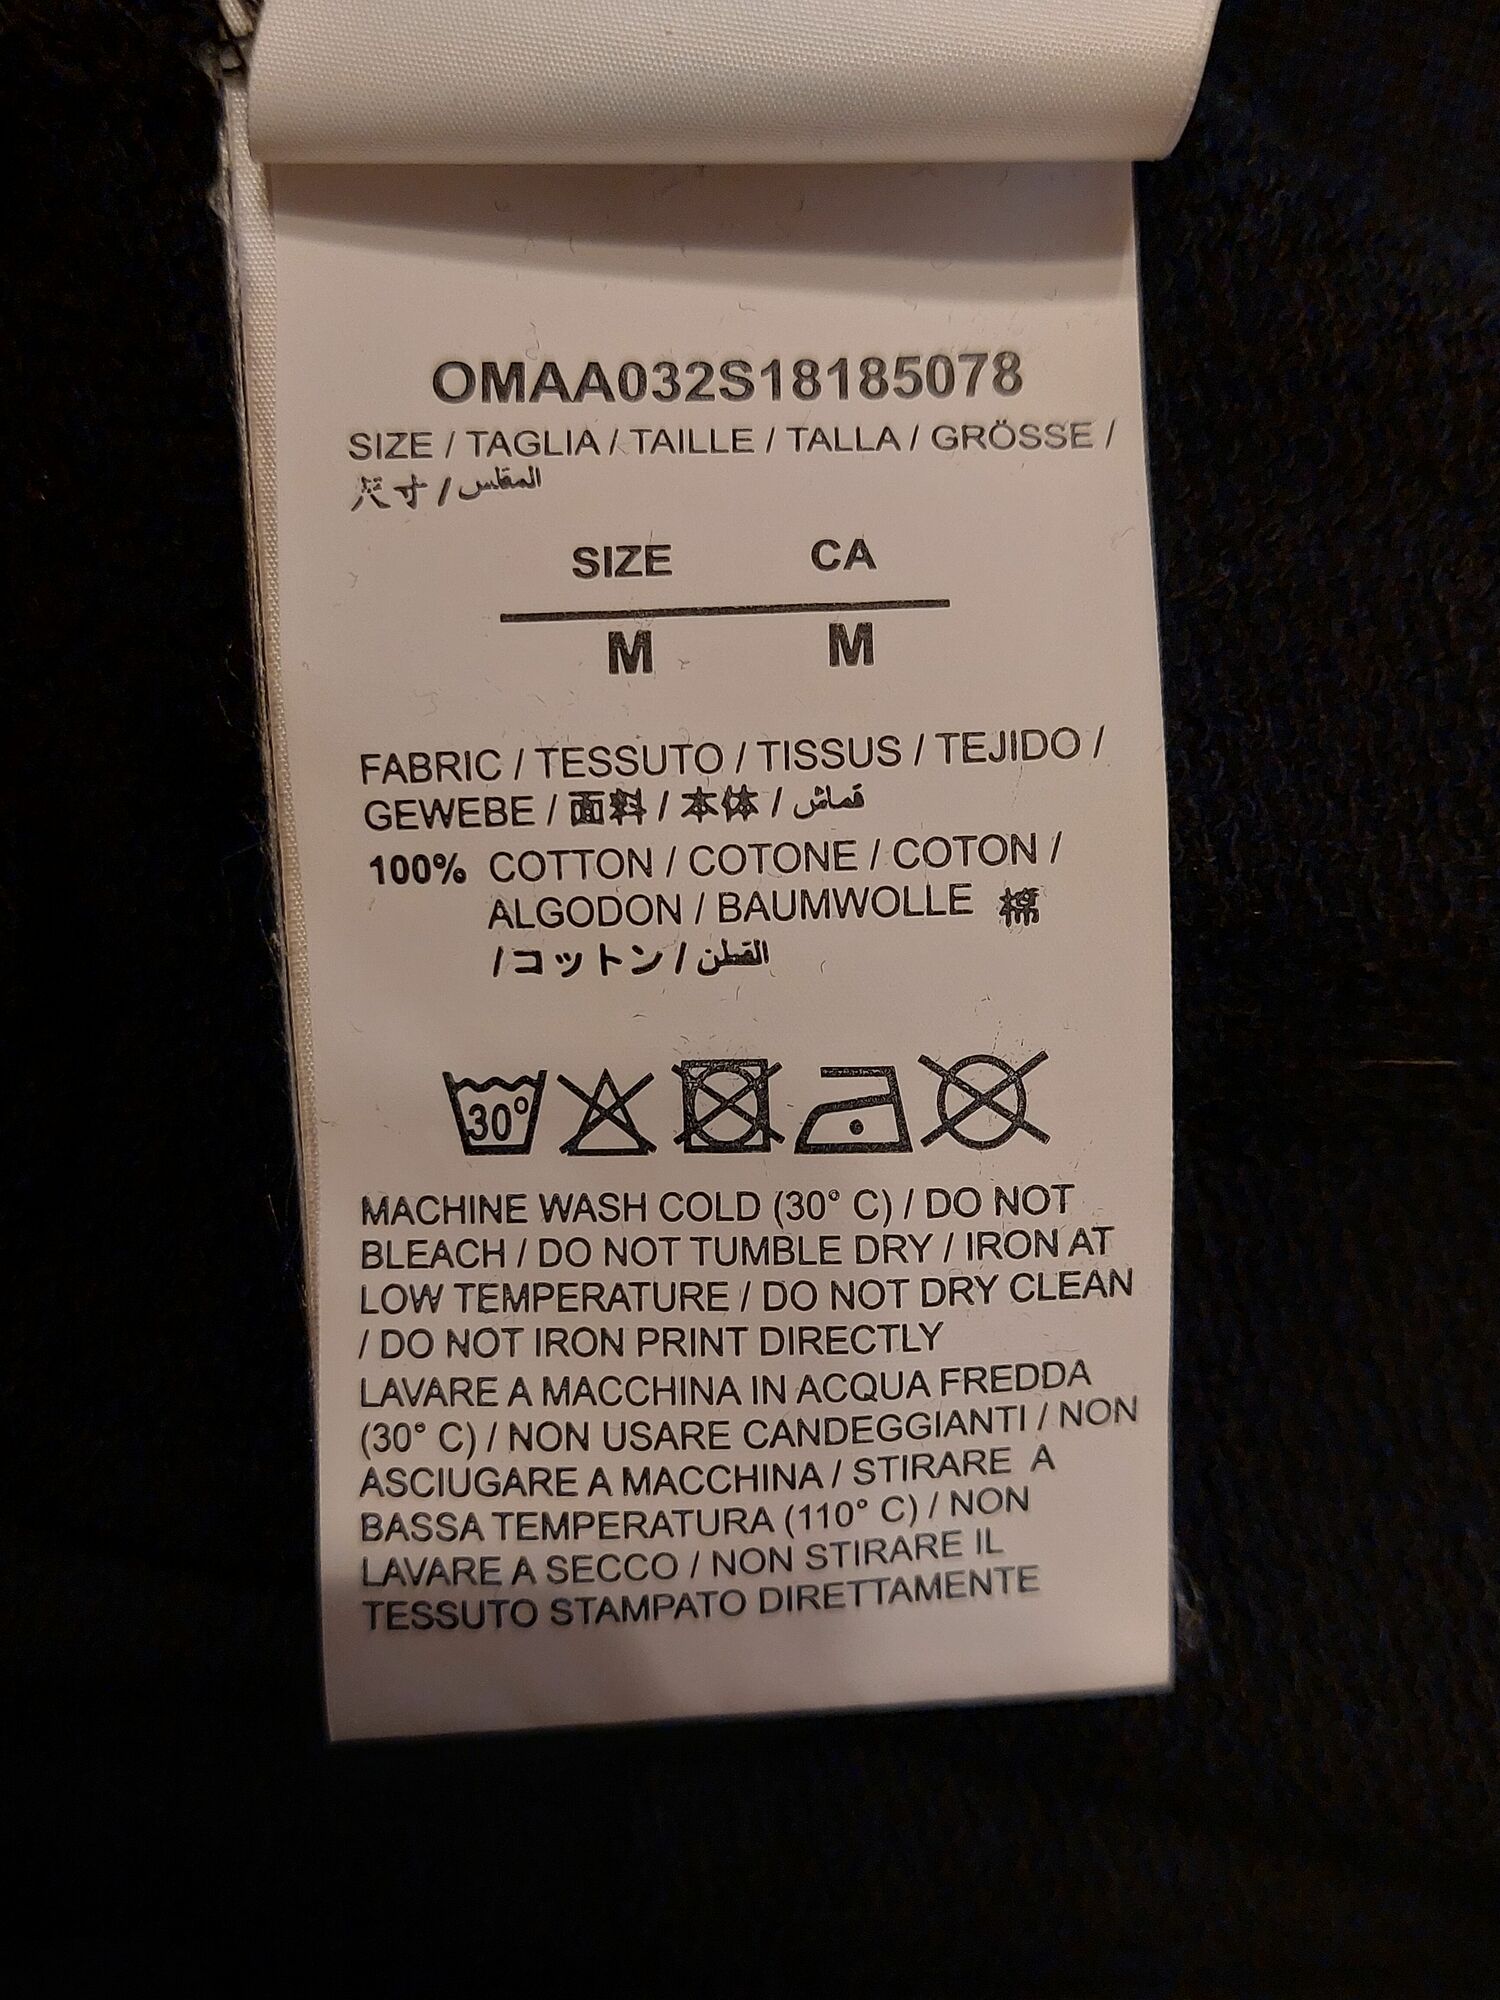 OMAA032S18185078
SIZE / TAGLIA / TAILLE / TALLA / GRÖSSE /
尺寸 / المقاس
SIZE CA
M M
FABRIC / TESSUTO / TISSUS / TEJIDO /
GEWEBE / 面料 / 本体 / قماش
100% COTTON / COTONE / COTON /
ALGODON / BAUMWOLLE 棉
/ コットン / القطن
30°
MACHINE WASH COLD (30° C) / DO NOT
BLEACH / DO NOT TUMBLE DRY / IRON AT
LOW TEMPERATURE / DO NOT DRY CLEAN
/ DO NOT IRON PRINT DIRECTLY
LAVARE A MACCHINA IN ACQUA FREDDA
(30° C) / NON USARE CANDEGGIANTI / NON
ASCIUGARE A MACCHINA / STIRARE A
BASSA TEMPERATURA (110° C) / NON
LAVARE A SECCO / NON STIRARE IL
TESSUTO STAMPATO DIRETTAMENTE